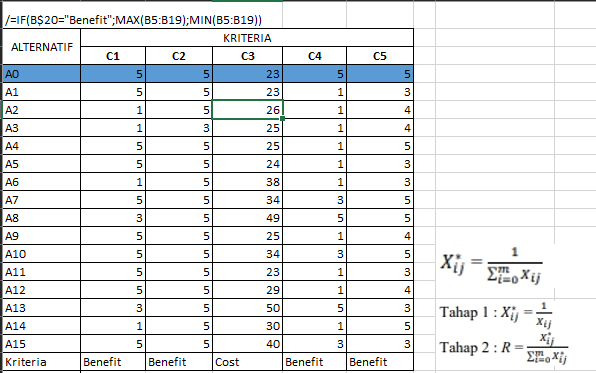 /=IF(B$20="Benefit";MAX(B5:B19);MIN(B5:B19))
ALTERNATIF KRITERIA
C1 C2 C3 C4 C5
A0 5 5 23 5 5
A1 5 5 23 1 3
A2 1 5 26 1 4
A3 1 3 25 1 4
A4 5 5 25 1 5
A5 5 5 24 1 3
A6 1 5 38 1 3
A7 5 5 34 3 5
A8 3 5 49 5 5
A9 5 5 25 1 4
A10 5 5 34 3 5
A11 5 5 23 1 3
A12 5 5 29 1 4
A13 3 5 50 5 3
A14 1 5 30 1 5
A15 5 5 40 3 3
Kriteria Benefit Benefit Cost Benefit Benefit
X*ij = 1 / ∑^m i=0 Xij
Tahap 1 : X*ij = 1 / Xij
Tahap 2 : R = X*ij / ∑^m i=0 X*ij